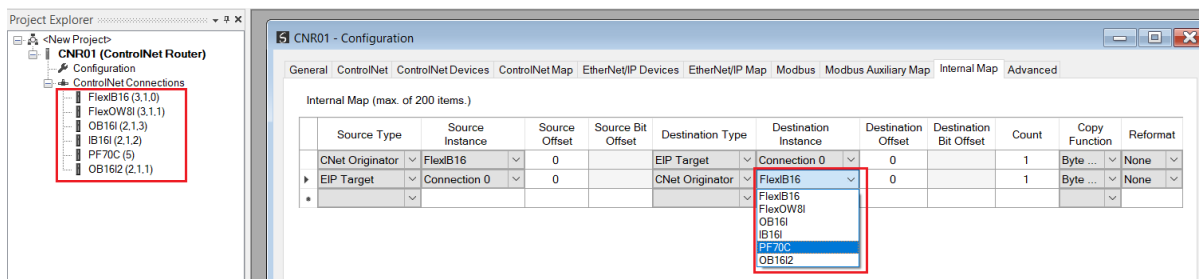 Project Explorer
<New Project>
CNR01 (ControlNet Router)
Configuration
ControlNet Connections
FlexIB16 (3,1,0)
FlexOW8I (3,1,1)
OB16I (2,1,3)
IB16I (2,1,2)
PF70C (5)
OB16I2 (2,1,1)
CNR01 - Configuration
General ControlNet ControlNet Devices ControlNet Map EtherNet/IP Devices EtherNet/IP Map Modbus Modbus Auxiliary Map Internal Map Advanced
Internal Map (max. of 200 items.)
Source Type Source Instance Source Offset Source Bit Offset Destination Type Destination Instance Destination Offset Destination Bit Offset Count Copy Function Reformat
CNet Originator FlexIB16 0 EIP Target Connection 0 0 1 Byte ... None
EIP Target Connection 0 0 CNet Originator FlexIB16 0 1 Byte ... None
FlexIB16
FlexOW8I
OB16I
IB16I
PF70C
OB16I2